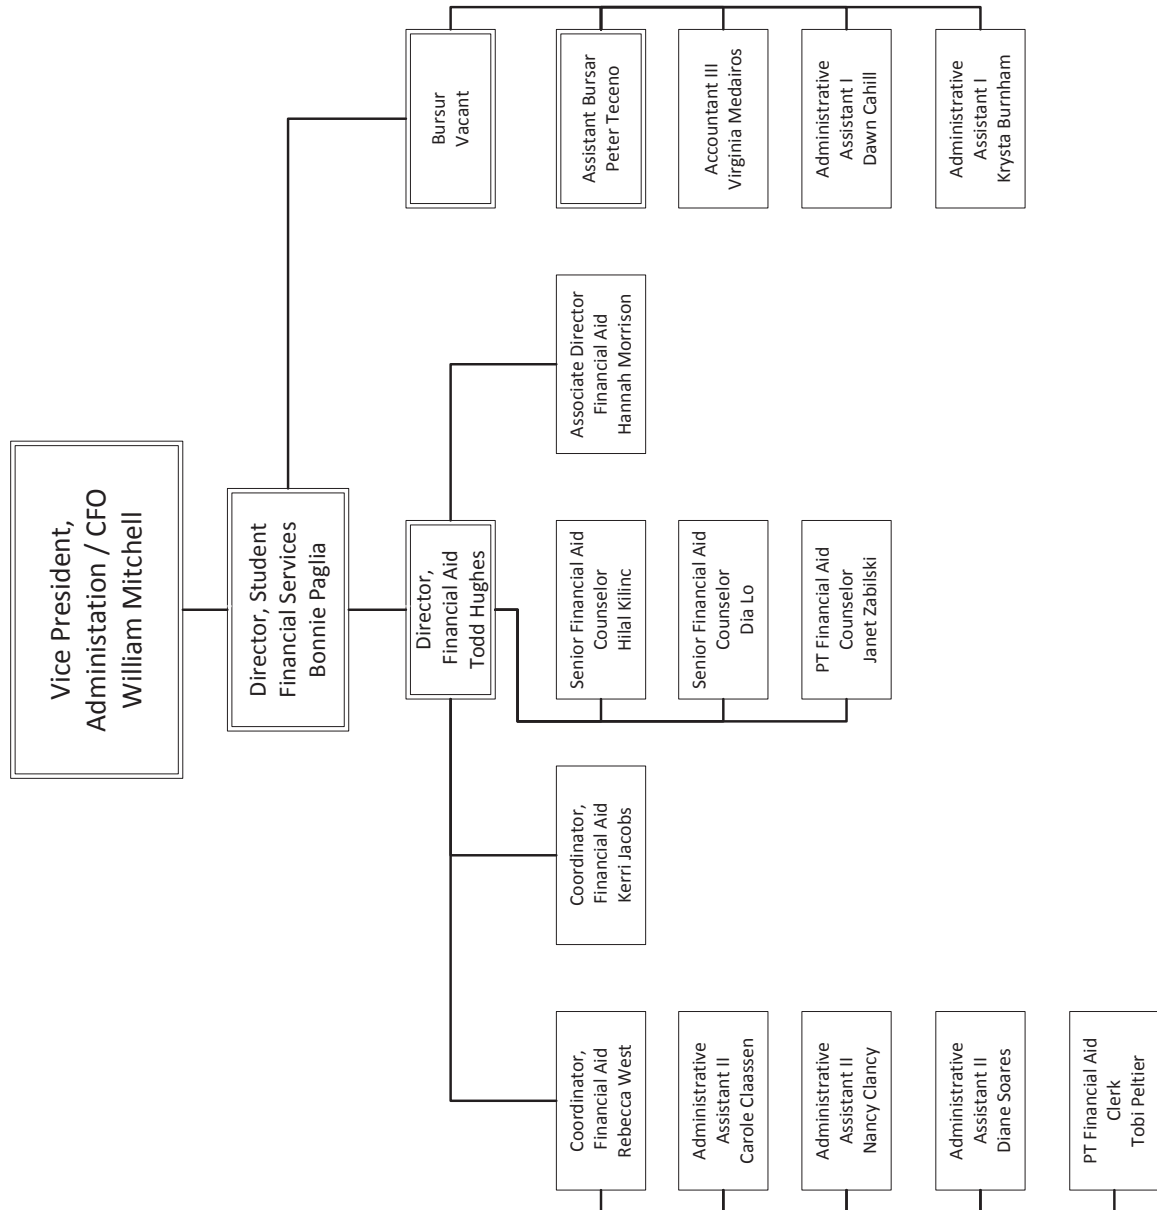 Vice President,
Administation / CFO
William Mitchell
Director, Student
Financial Services
Bonnie Paglia
Director,
Financial Aid
Todd Hughes
Bursur
Vacant
Coordinator,
Financial Aid
Rebecca West
Administrative
Assistant II
Carole Claassen
Administrative
Assistant II
Nancy Clancy
Administrative
Assistant II
Diane Soares
PT Financial Aid
Clerk
Tobi Peltier
Coordinator,
Financial Aid
Kerri Jacobs
Senior Financial Aid
Counselor
Hilal Kilinc
Senior Financial Aid
Counselor
Dia Lo
PT Financial Aid
Counselor
Janet Zabilski
Associate Director
Financial Aid
Hannah Morrison
Assistant Bursar
Peter Teceno
Accountant III
Virginia Medairos
Administrative
Assistant I
Dawn Cahill
Administrative
Assistant I
Krysta Burnham